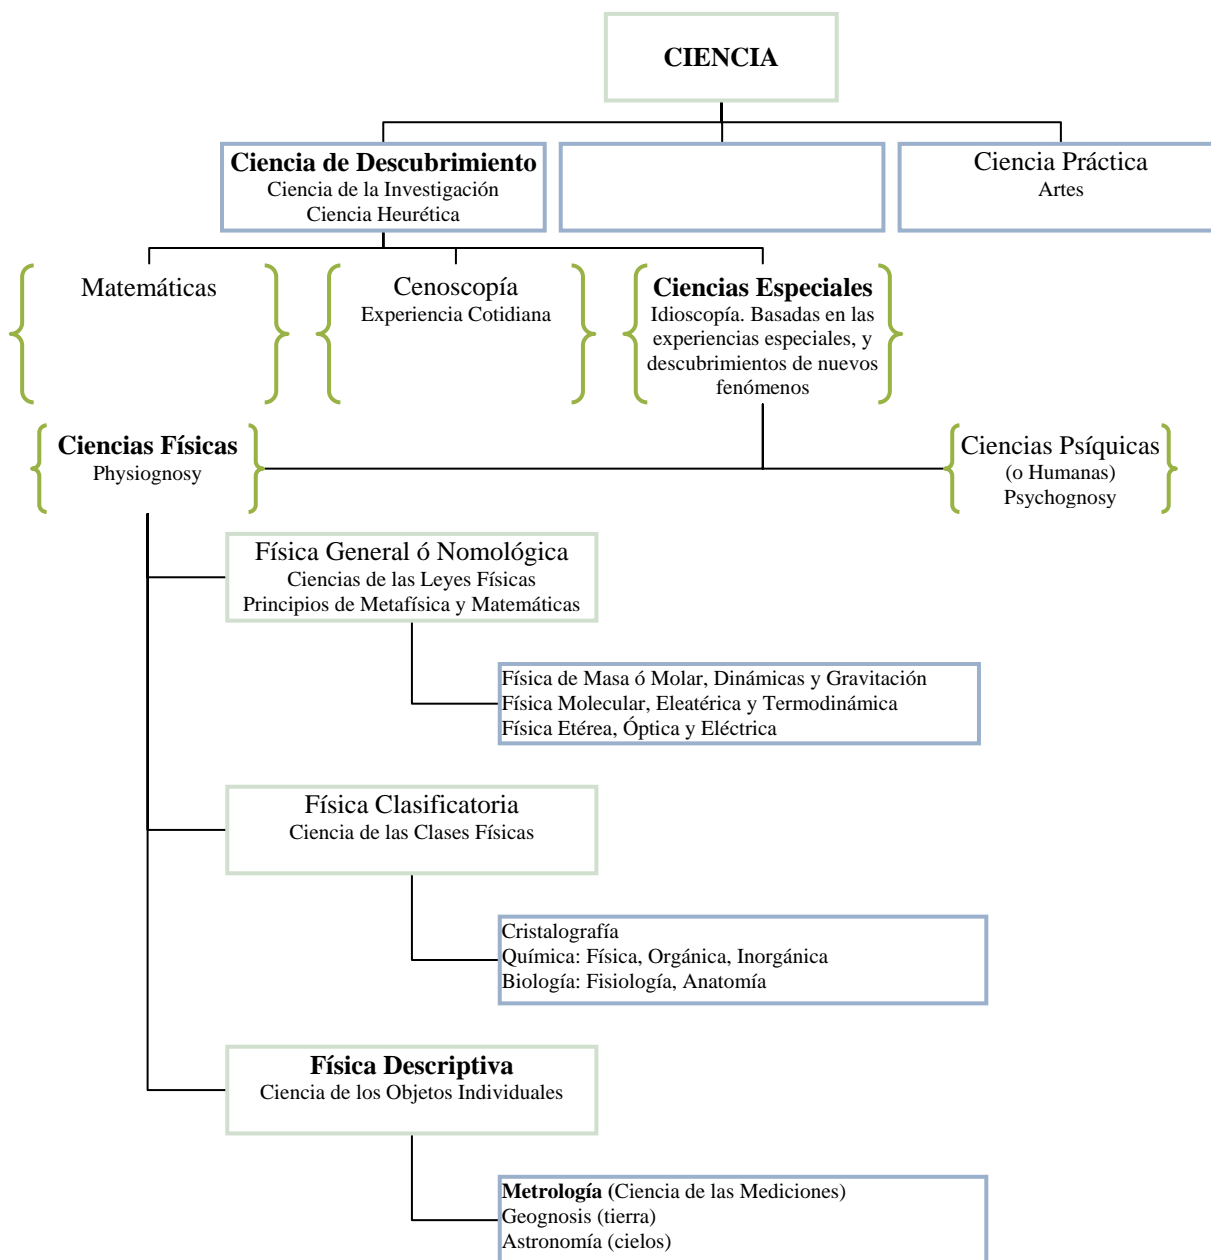 CIENCIA
Ciencia de Descubrimiento
Ciencia de la Investigación
Ciencia Heurética
Ciencia Práctica
Artes
Matemáticas
Cenoscopía
Experiencia Cotidiana
Ciencias Especiales
Idioscopía. Basadas en las
experiencias especiales, y
descubrimientos de nuevos
fenómenos
Ciencias Físicas
Physiognosy
Ciencias Psíquicas
(o Humanas)
Psychognosy
Física General ó Nomológica
Ciencias de las Leyes Físicas
Principios de Metafísica y Matemáticas
Física de Masa ó Molar, Dinámicas y Gravitación
Física Molecular, Eleatérica y Termodinámica
Física Etérea, Óptica y Eléctrica
Física Clasificatoria
Ciencia de las Clases Físicas
Cristalografía
Química: Física, Orgánica, Inorgánica
Biología: Fisiología, Anatomía
Física Descriptiva
Ciencia de los Objetos Individuales
Metrología (Ciencia de las Mediciones)
Geognosis (tierra)
Astronomía (cielos)